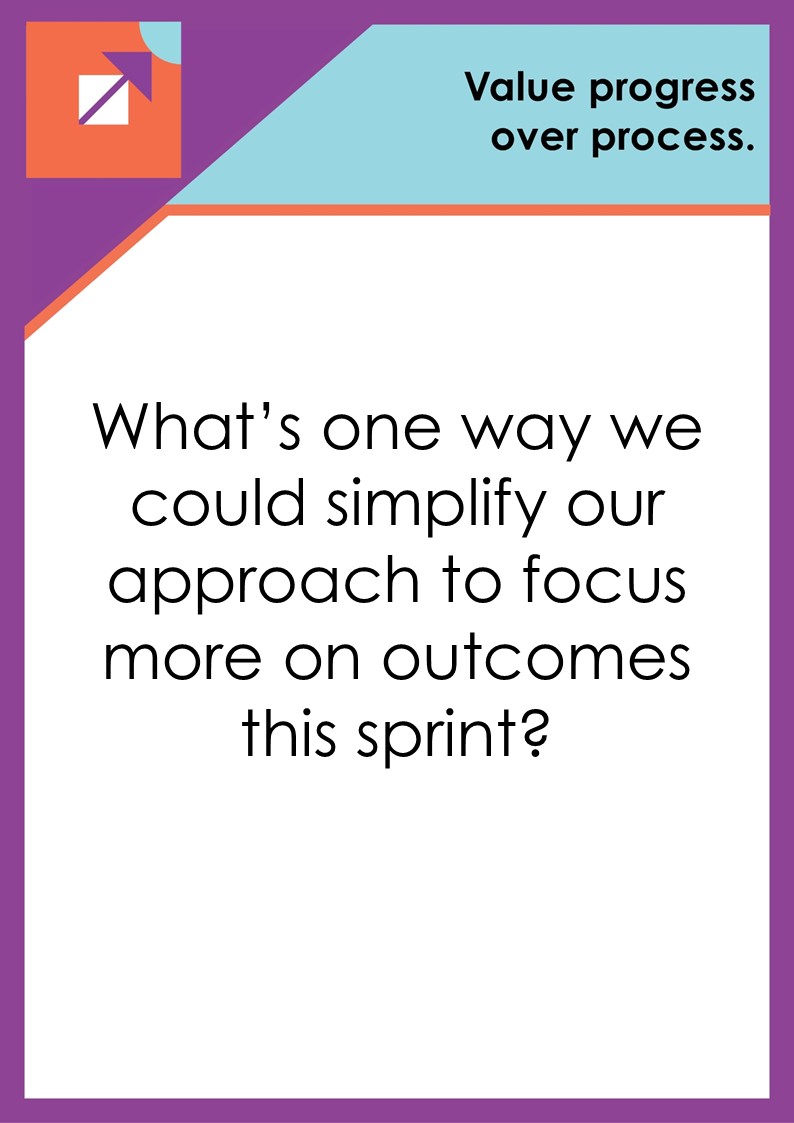 Value progress
over process.
What’s one way we
could simplify our
approach to focus
more on outcomes
this sprint?